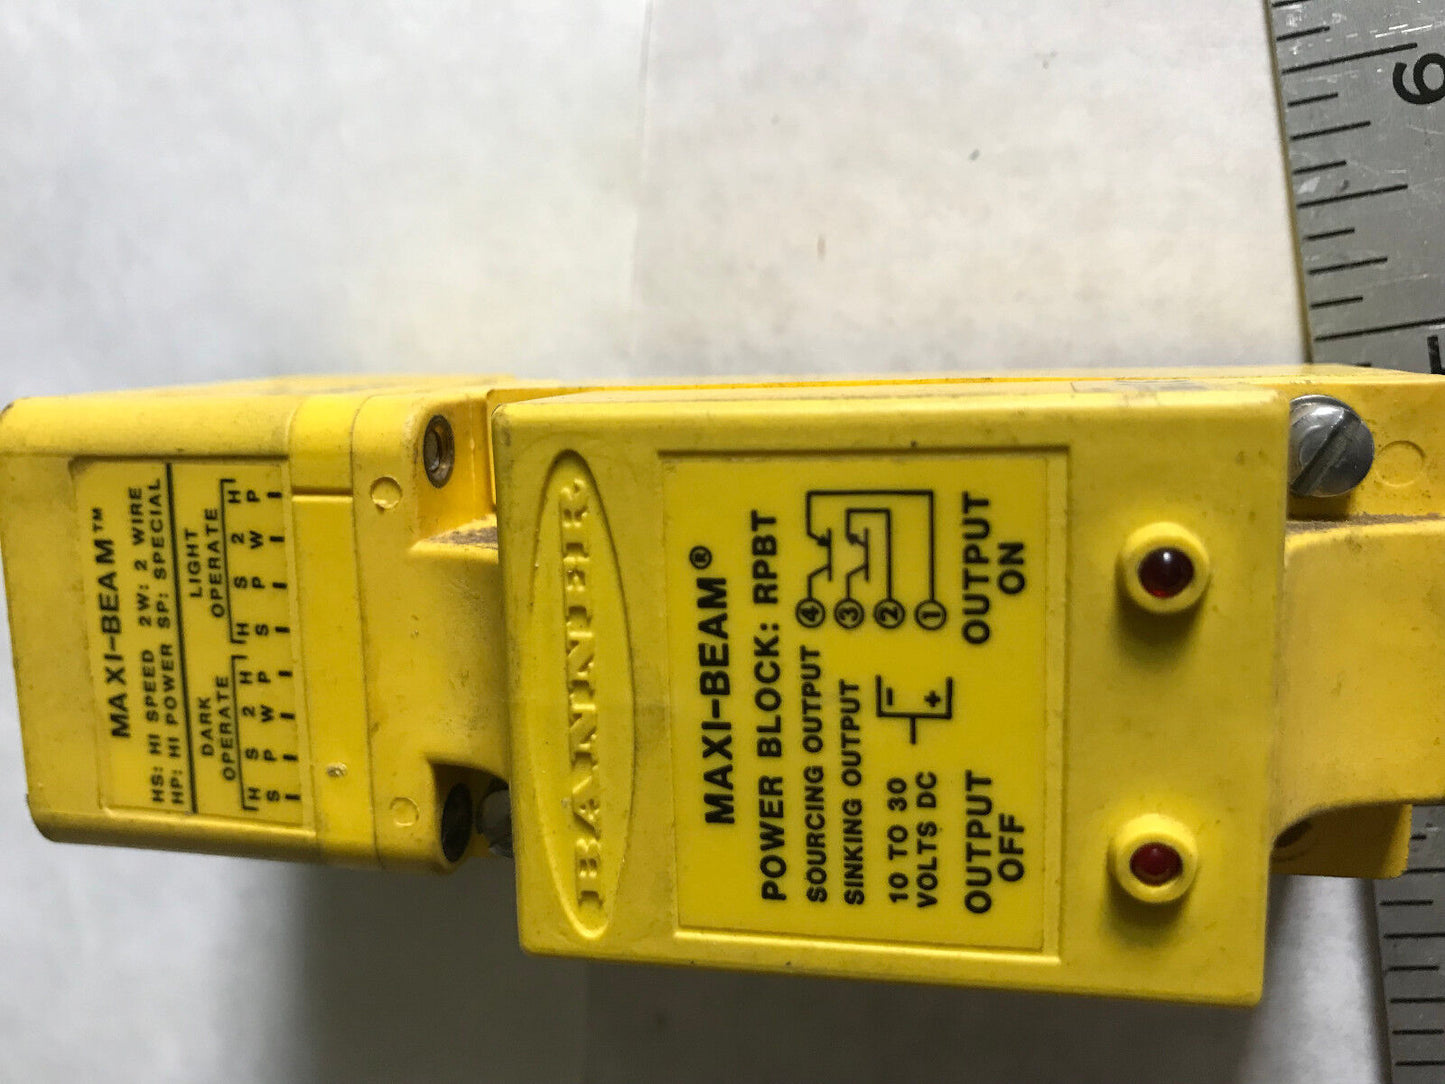 MAXI-BEAM™
HS: HI SPEED 2W: 2 WIRE
HP: HI POWER SP: SPECIAL
DARK OPERATE LIGHT OPERATE
H S 2 H H S 2 H
S P W P S P W P
BANNER
MAXI-BEAM®
POWER BLOCK: RPBT
SOURCING OUTPUT ④
SINKING OUTPUT ③
②
10 TO 30
VOLTS DC
− +
①
OUTPUT OFF
OUTPUT ON
6